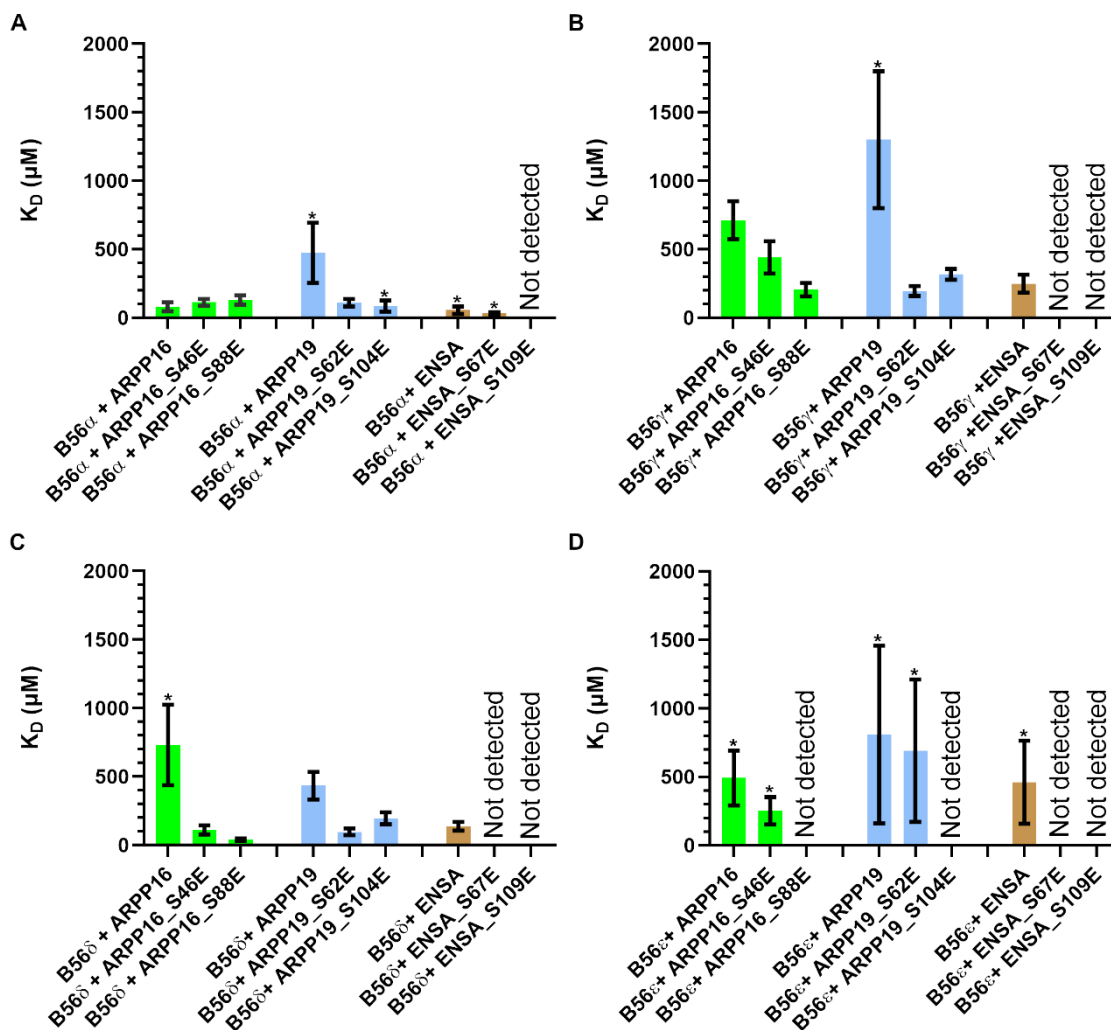 A
K_D (µM)
2000
1500
1000
500
0
*
*
*
*
Not detected
B56α + ARPP16
B56α + ARPP16_S46E
B56α + ARPP16_S88E
B56α + ARPP19
B56α + ARPP19_S62E
B56α + ARPP19_S104E
B56α+ ENSA
B56α + ENSA_S67E
B56α + ENSA_S109E
B
K_D (µM)
2000
1500
1000
500
0
*
Not detected
Not detected
B56γ+ ARPP16
B56γ+ ARPP16_S46E
B56γ+ ARPP16_S88E
B56γ+ ARPP19
B56γ+ ARPP19_S62E
B56γ+ ARPP19_S104E
B56γ +ENSA
B56γ +ENSA_S67E
B56γ +ENSA_S109E
C
K_D (µM)
2000
1500
1000
500
0
*
Not detected
Not detected
B56δ + ARPP16
B56δ + ARPP16_S46E
B56δ + ARPP16_S88E
B56δ+ ARPP19
B56δ+ ARPP19_S62E
B56δ+ ARPP19_S104E
B56δ+ ENSA
B56δ+ ENSA_S67E
B56δ+ ENSA_S109E
D
K_D (µM)
2000
1500
1000
500
0
*
*
Not detected
*
*
Not detected
*
Not detected
Not detected
B56ε+ ARPP16
B56ε+ ARPP16_S46E
B56ε+ ARPP16_S88E
B56ε+ ARPP19
B56ε+ ARPP19_S62E
B56ε+ ARPP19_S104E
B56ε+ ENSA
B56ε+ ENSA_S67E
B56ε+ ENSA_S109E